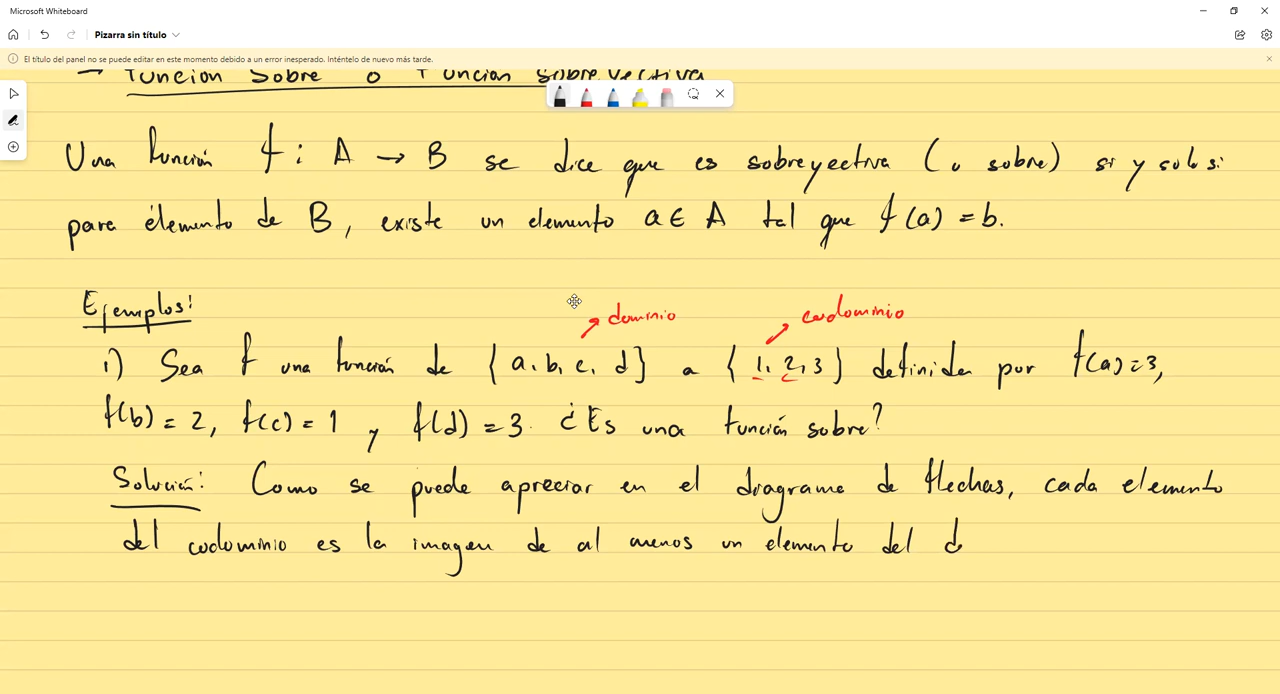 Microsoft Whiteboard
Pizarra sin título
El título del panel no se puede editar en este momento debido a un error inesperado. Inténtelo de nuevo más tarde.
→ Función Sobre o Función Sobreyectiva
Una función f : A → B se dice que es sobreyectiva (o sobre) si y solo si
para elemento de B, existe un elemento a ∈ A tal que f(a) = b.
Ejemplos:
dominio
codominio
i) Sea f una función de {a, b, c, d} a {1, 2, 3} definida por f(a) = 3,
f(b) = 2, f(c) = 1 y f(d) = 3. ¿Es una función sobre?
Solución: Como se puede apreciar en el diagrama de flechas, cada elemento
del codominio es la imagen de al menos un elemento del d